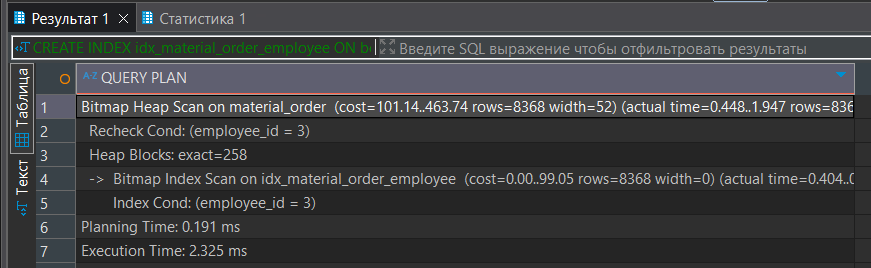 Результат 1 × Статистика 1
CREATE INDEX idx_material_order_employee ON b Введите SQL выражение чтобы отфильтровать результаты
Таблица
Текст
A-Z QUERY PLAN
1 Bitmap Heap Scan on material_order (cost=101.14..463.74 rows=8368 width=52) (actual time=0.448..1.947 rows=836
2 Recheck Cond: (employee_id = 3)
3 Heap Blocks: exact=258
4 -> Bitmap Index Scan on idx_material_order_employee (cost=0.00..99.05 rows=8368 width=0) (actual time=0.404..0
5 Index Cond: (employee_id = 3)
6 Planning Time: 0.191 ms
7 Execution Time: 2.325 ms